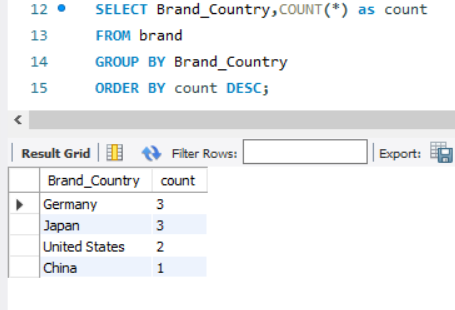 12 SELECT Brand_Country,COUNT(*) as count
13 FROM brand
14 GROUP BY Brand_Country
15 ORDER BY count DESC;
Result Grid Filter Rows: Export:
Brand_Country count
Germany 3
Japan 3
United States 2
China 1